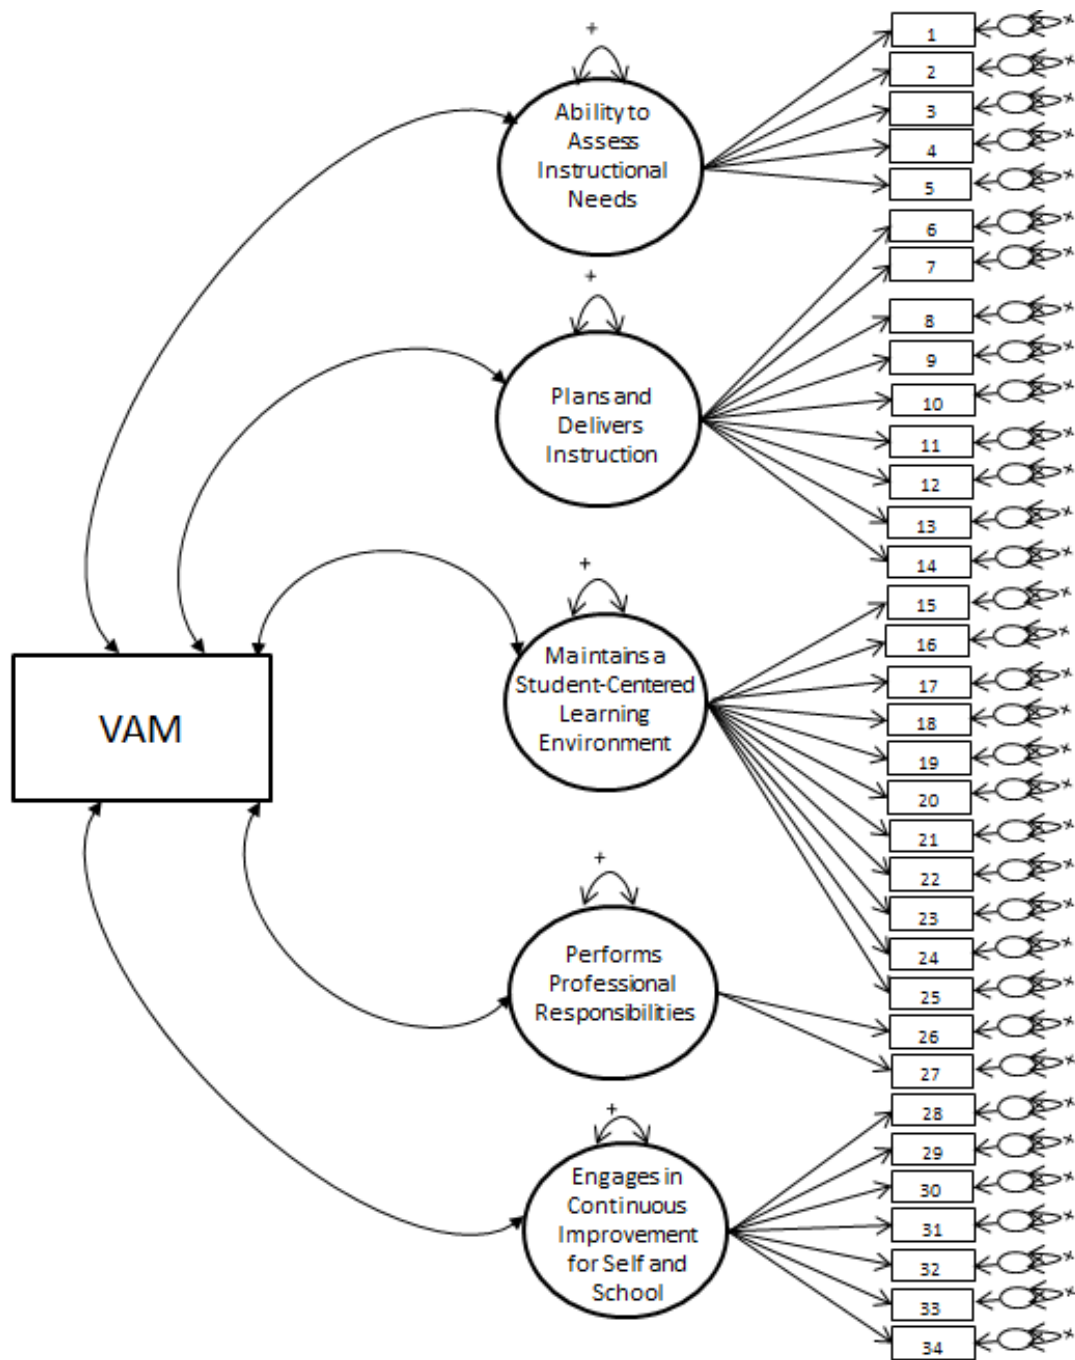 +
Ability to
Assess
Instructional
Needs
1
2
3
4
5
+
Plans and
Delivers
Instruction
6
7
8
9
10
11
12
13
14
+
Maintains a
Student-Centered
Learning
Environment
15
16
17
18
19
20
21
22
23
24
25
VAM
+
Performs
Professional
Responsibilities
26
27
+
Engages in
Continuous
Improvement
for Self and
School
28
29
30
31
32
33
34